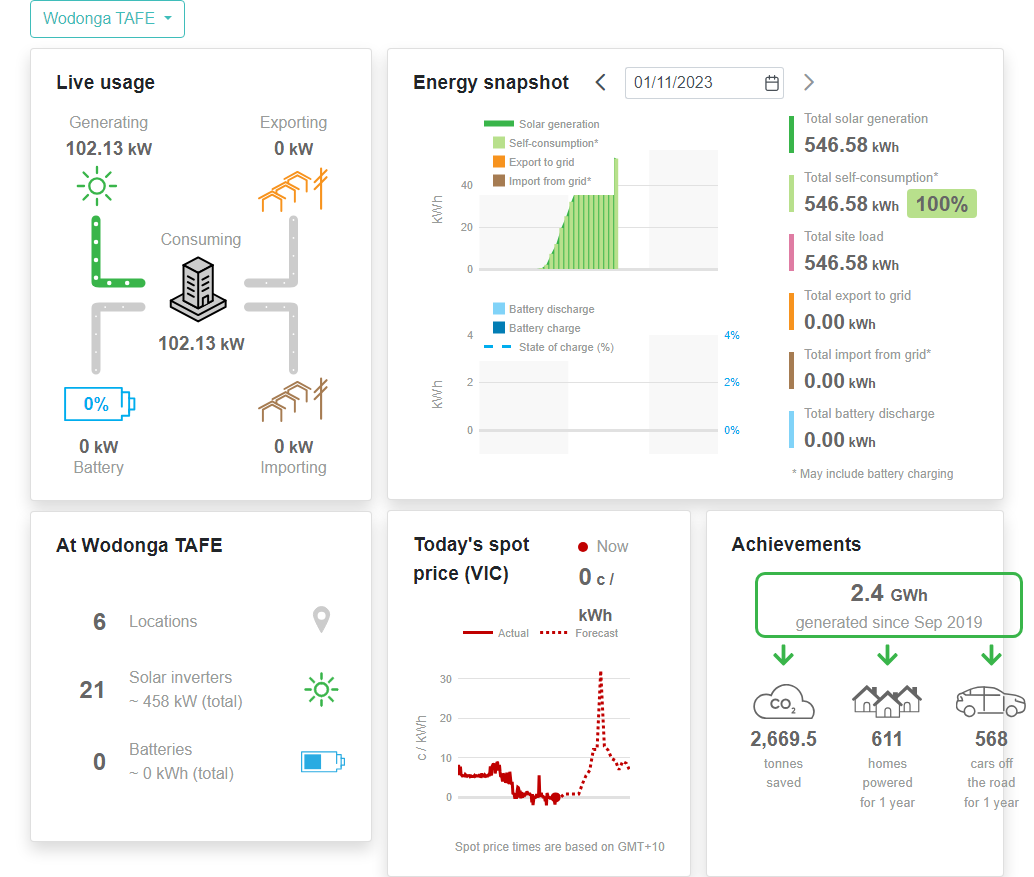 Wodonga TAFE
Live usage
Generating
102.13 kW
Exporting
0 kW
Consuming
102.13 kW
0%
0 kW
Battery
0 kW
Importing
Energy snapshot
01/11/2023
Solar generation
Self-consumption*
Export to grid
Import from grid*
kWh
40
20
0
Battery discharge
Battery charge
State of charge (%)
kWh
4
2
0
4%
2%
0%
Total solar generation
546.58 kWh
Total self-consumption*
546.58 kWh 100%
Total site load
546.58 kWh
Total export to grid
0.00 kWh
Total import from grid*
0.00 kWh
Total battery discharge
0.00 kWh
* May include battery charging
At Wodonga TAFE
6 Locations
21 Solar inverters
~ 458 kW (total)
0 Batteries
~ 0 kWh (total)
Today's spot
price (VIC)
Now
0 c /
kWh
Actual Forecast
c / kWh
30
20
10
0
Spot price times are based on GMT+10
Achievements
2.4 GWh
generated since Sep 2019
CO2
2,669.5
tonnes
saved
611
homes
powered
for 1 year
568
cars off
the road
for 1 year